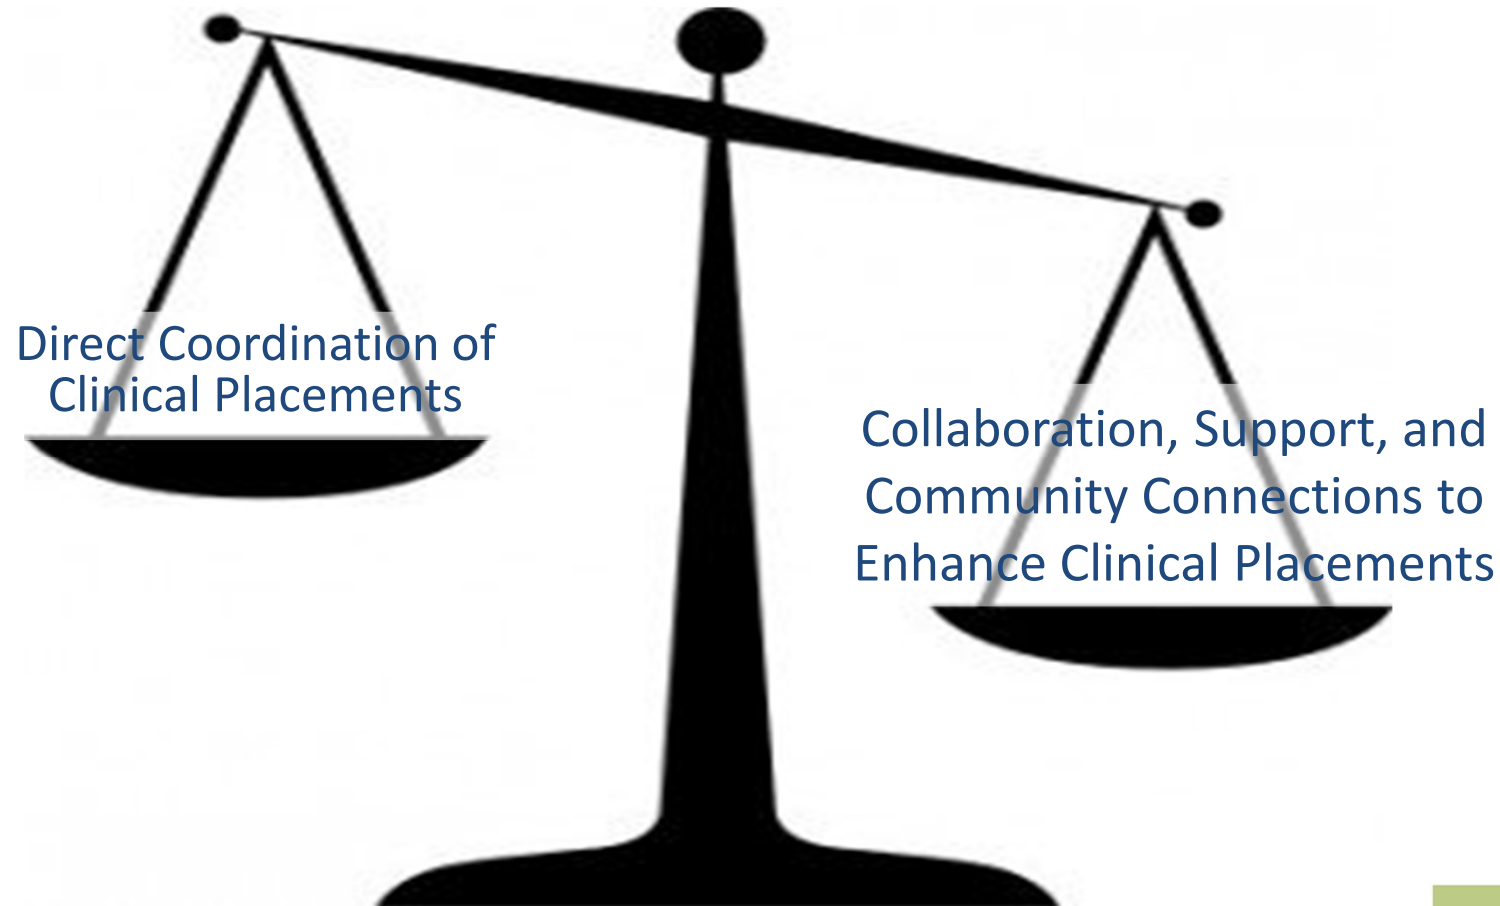 Direct Coordination of
Clinical Placements
Collaboration, Support, and
Community Connections to
Enhance Clinical Placements